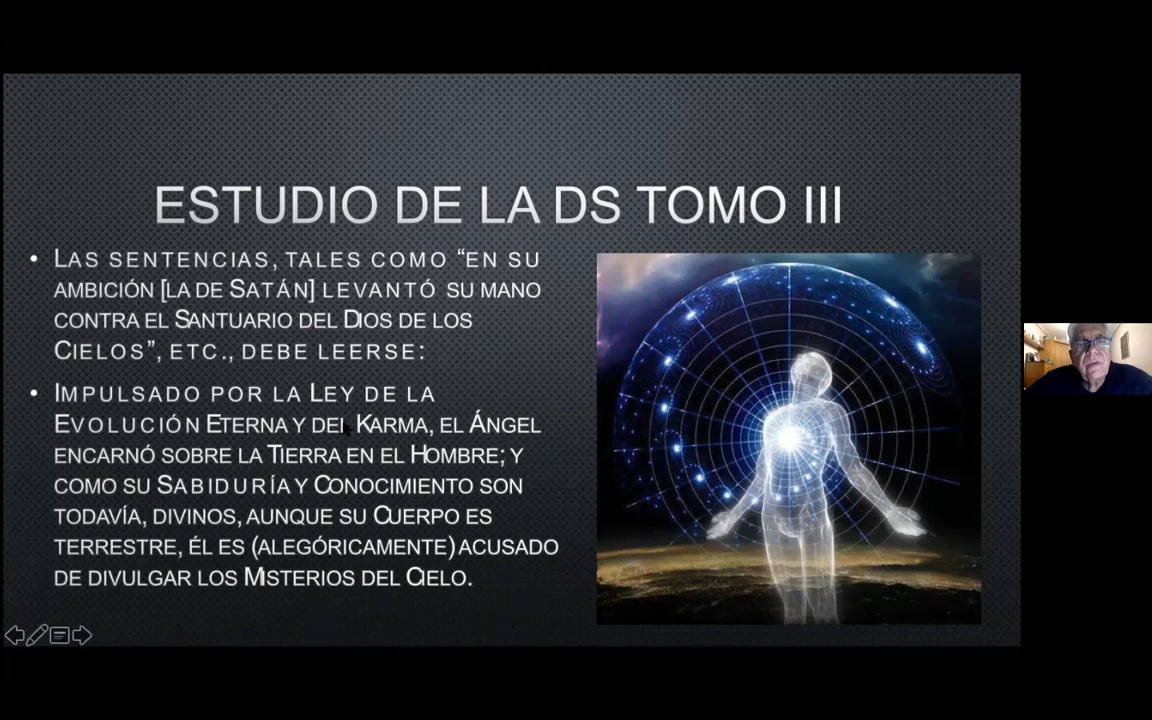 ESTUDIO DE LA DS TOMO III
• LAS SENTENCIAS, TALES COMO “EN SU
AMBICIÓN [LA DE SATÁN] LEVANTÓ SU MANO
CONTRA EL SANTUARIO DEL DIOS DE LOS
CIELOS”, ETC., DEBE LEERSE:
• IMPULSADO POR LA LEY DE LA
EVOLUCIÓN ETERNA Y DEL KARMA, EL ÁNGEL
ENCARNÓ SOBRE LA TIERRA EN EL HOMBRE; Y
COMO SU SABIDURÍA Y CONOCIMIENTO SON
TODAVÍA, DIVINOS, AUNQUE SU CUERPO ES
TERRESTRE, ÉL ES (ALEGÓRICAMENTE) ACUSADO
DE DIVULGAR LOS MISTERIOS DEL CIELO.